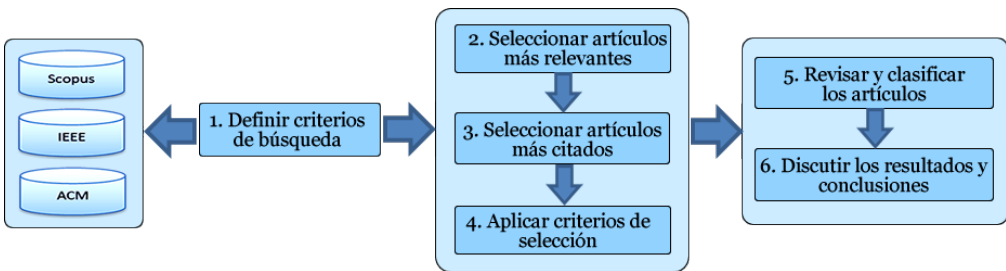 Scopus
IEEE
ACM
1. Definir criterios
de búsqueda
2. Seleccionar artículos
más relevantes
3. Seleccionar artículos
más citados
4. Aplicar criterios de
selección
5. Revisar y clasificar
los artículos
6. Discutir los resultados y
conclusiones